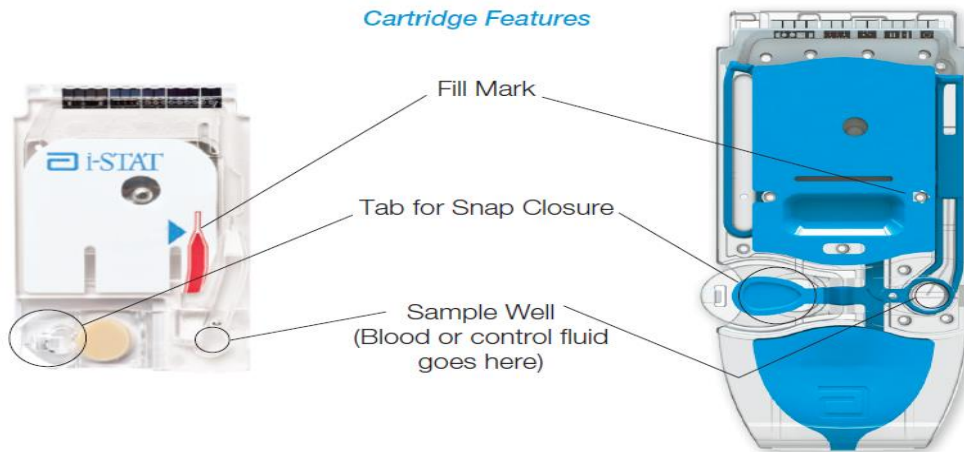 Cartridge Features
Fill Mark
i-STAT
Tab for Snap Closure
Sample Well
(Blood or control fluid
goes here)